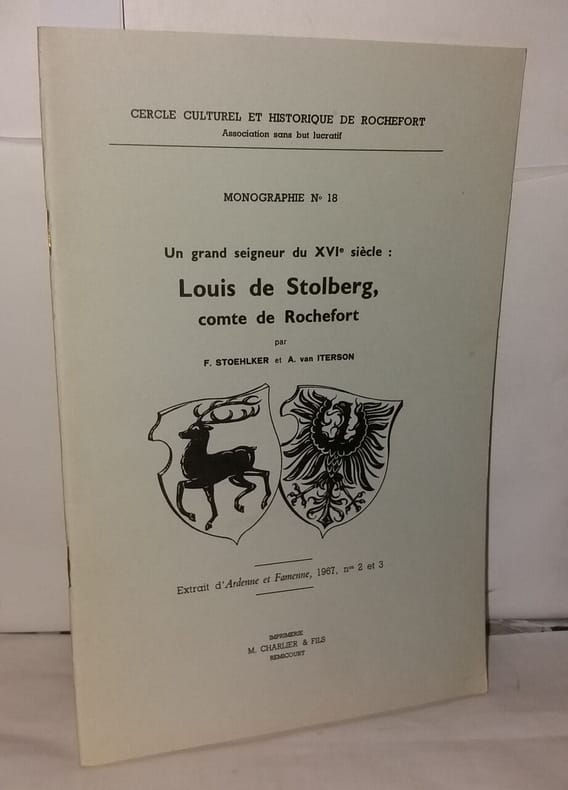 CERCLE CULTUREL ET HISTORIQUE DE ROCHEFORT
Association sans but lucratif
MONOGRAPHIE Nº 18
Un grand seigneur du XVIe siècle :
Louis de Stolberg,
comte de Rochefort
par
F. STOEHLKER et A. van ITERSON
Extrait d'Ardenne et Famenne, 1967, nos 2 et 3
IMPRIMERIE
M. CHARLIER & FILS
REMICOURT